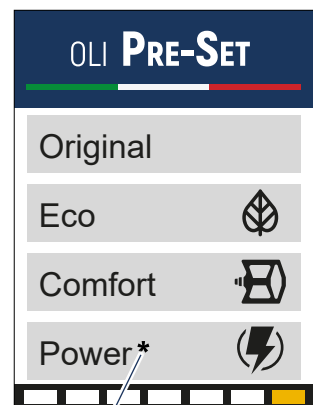 OLI PRE-SET
Original
Eco
Comfort
Power*